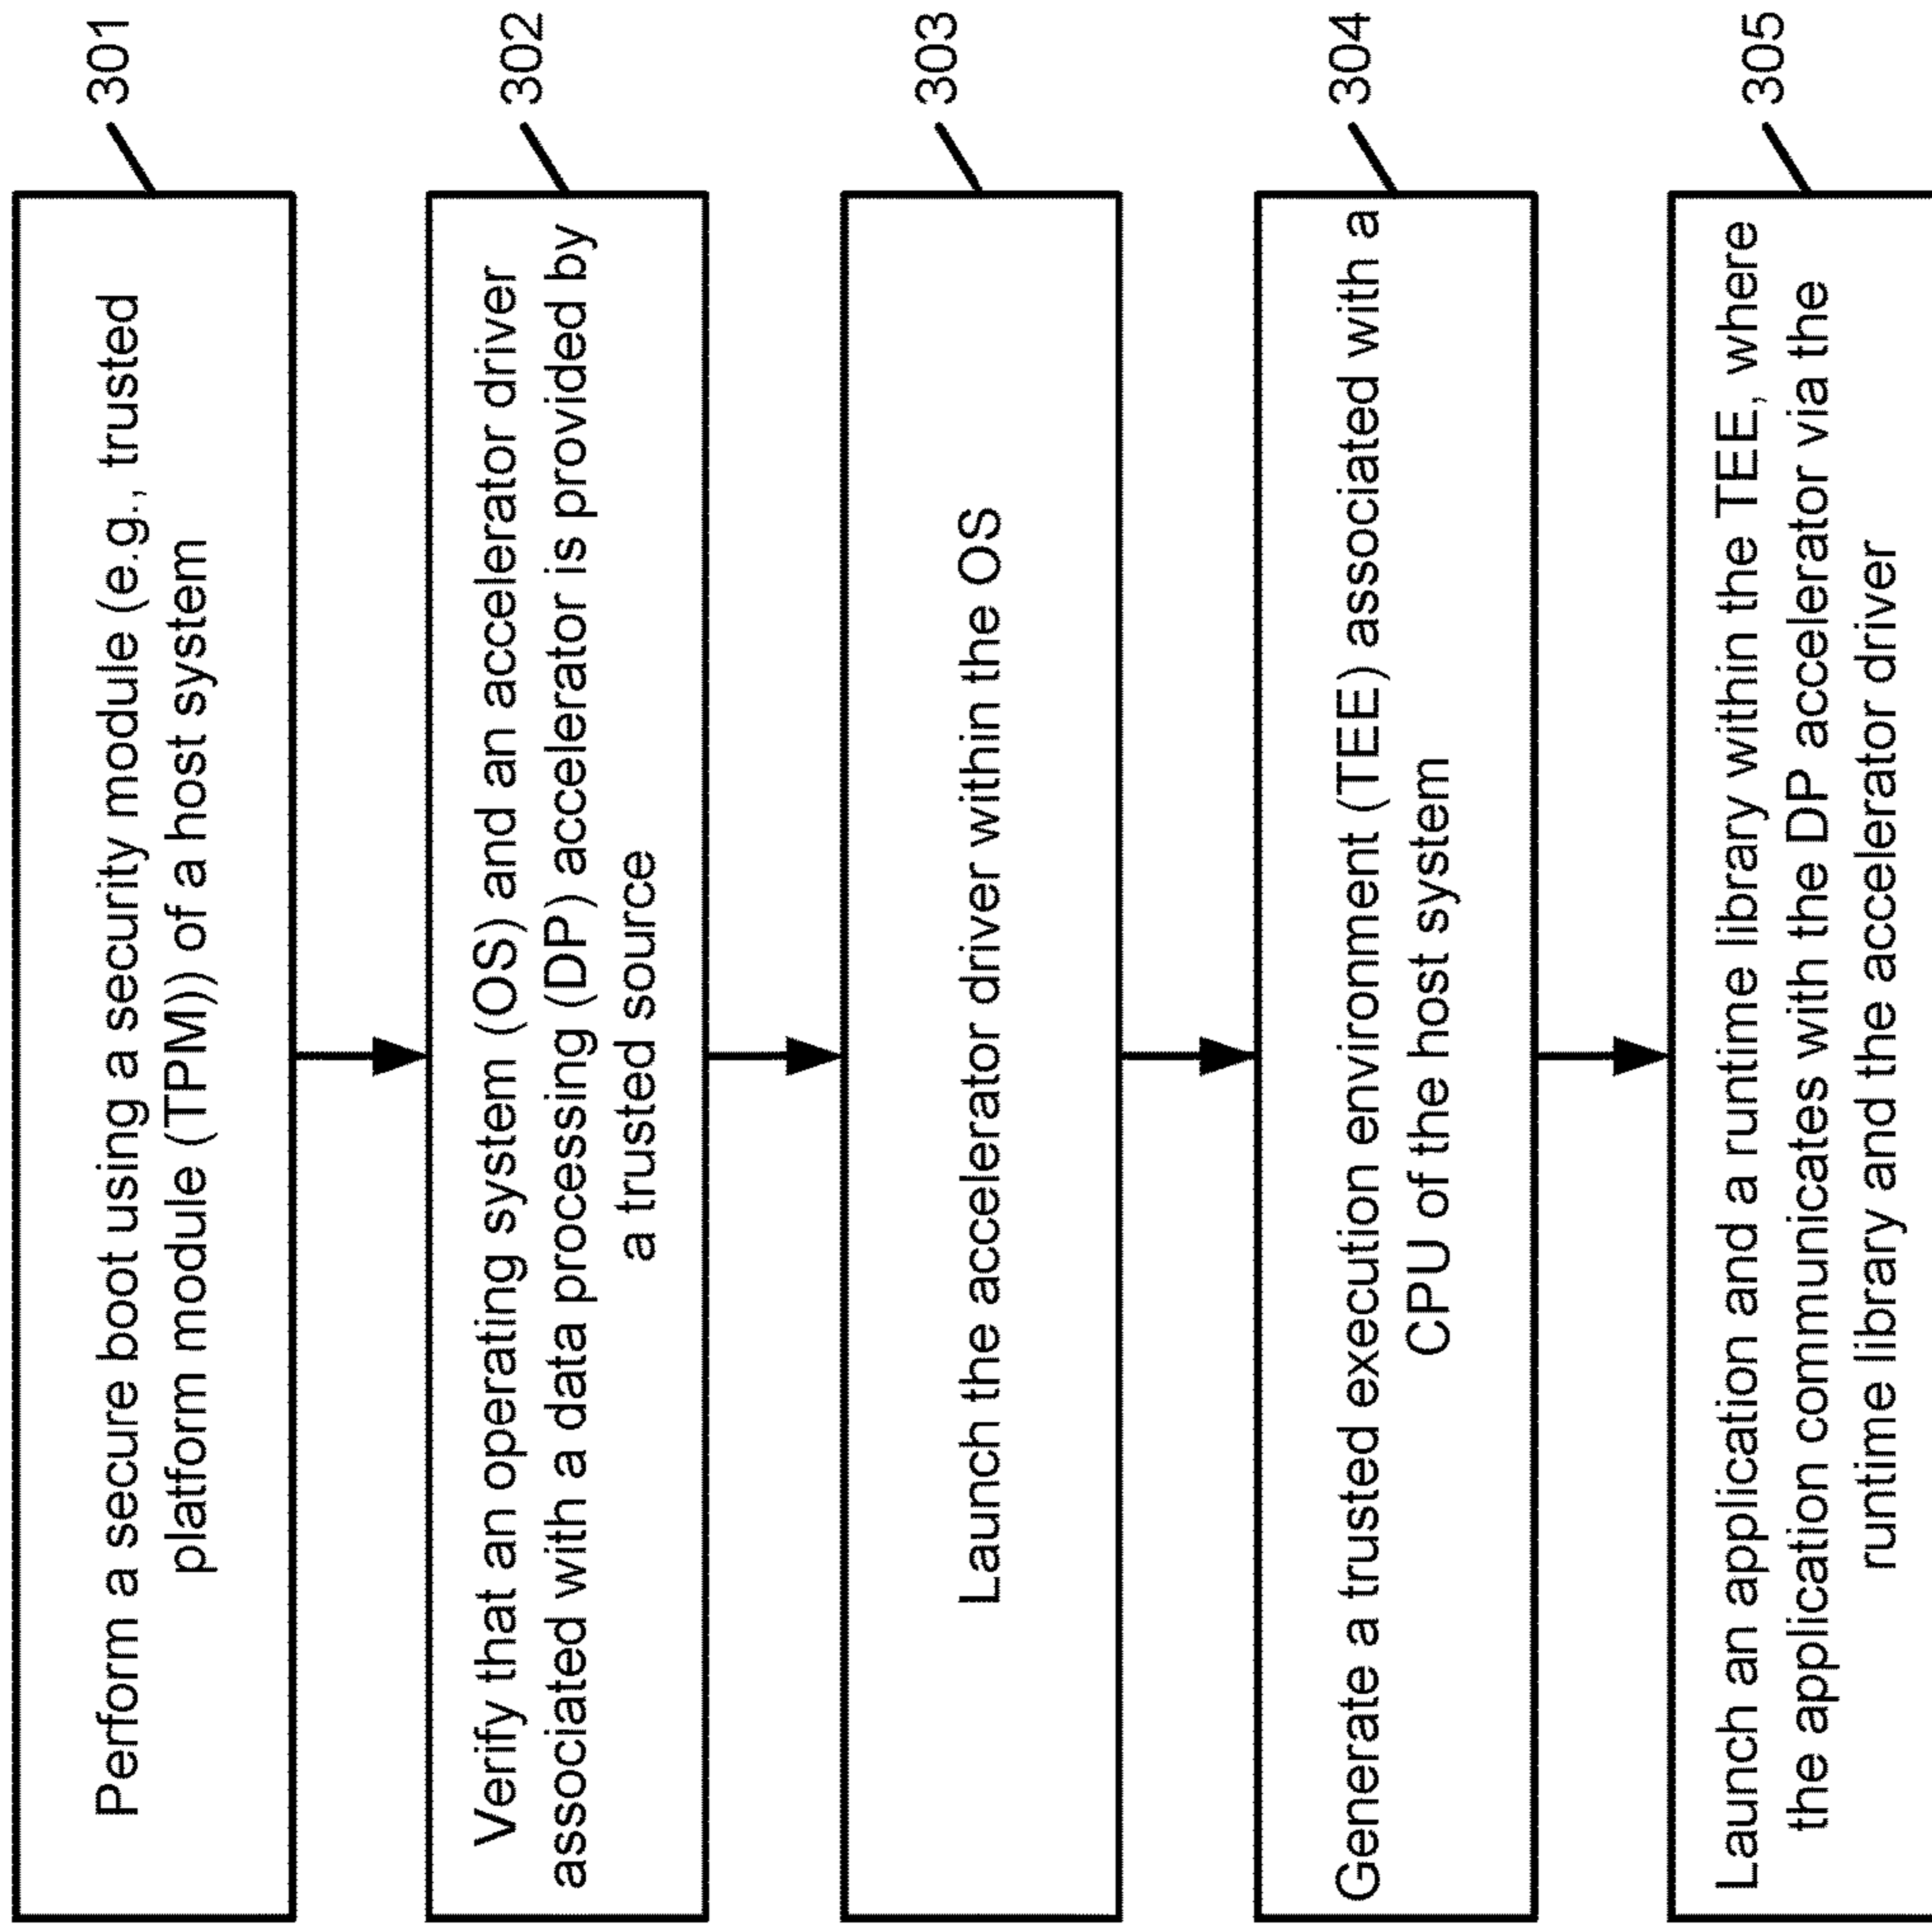 301
Perform a secure boot using a security module (e.g., trusted
platform module (TPM)) of a host system
302
Verify that an operating system (OS) and an accelerator driver
associated with a data processing (DP) accelerator is provided by
a trusted source
303
Launch the accelerator driver within the OS
304
Generate a trusted execution environment (TEE) associated with a
CPU of the host system
305
Launch an application and a runtime library within the TEE, where
the application communicates with the DP accelerator via the
runtime library and the accelerator driver